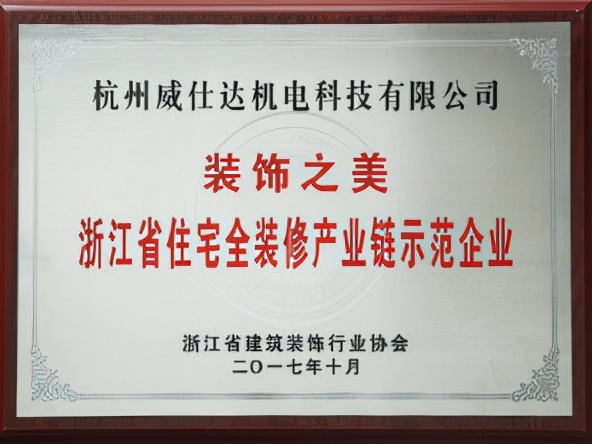 杭州威仕达机电科技有限公司
装饰之美
浙江省住宅全装修产业链示范企业
浙江省建筑装饰行业协会
二〇一七年十月